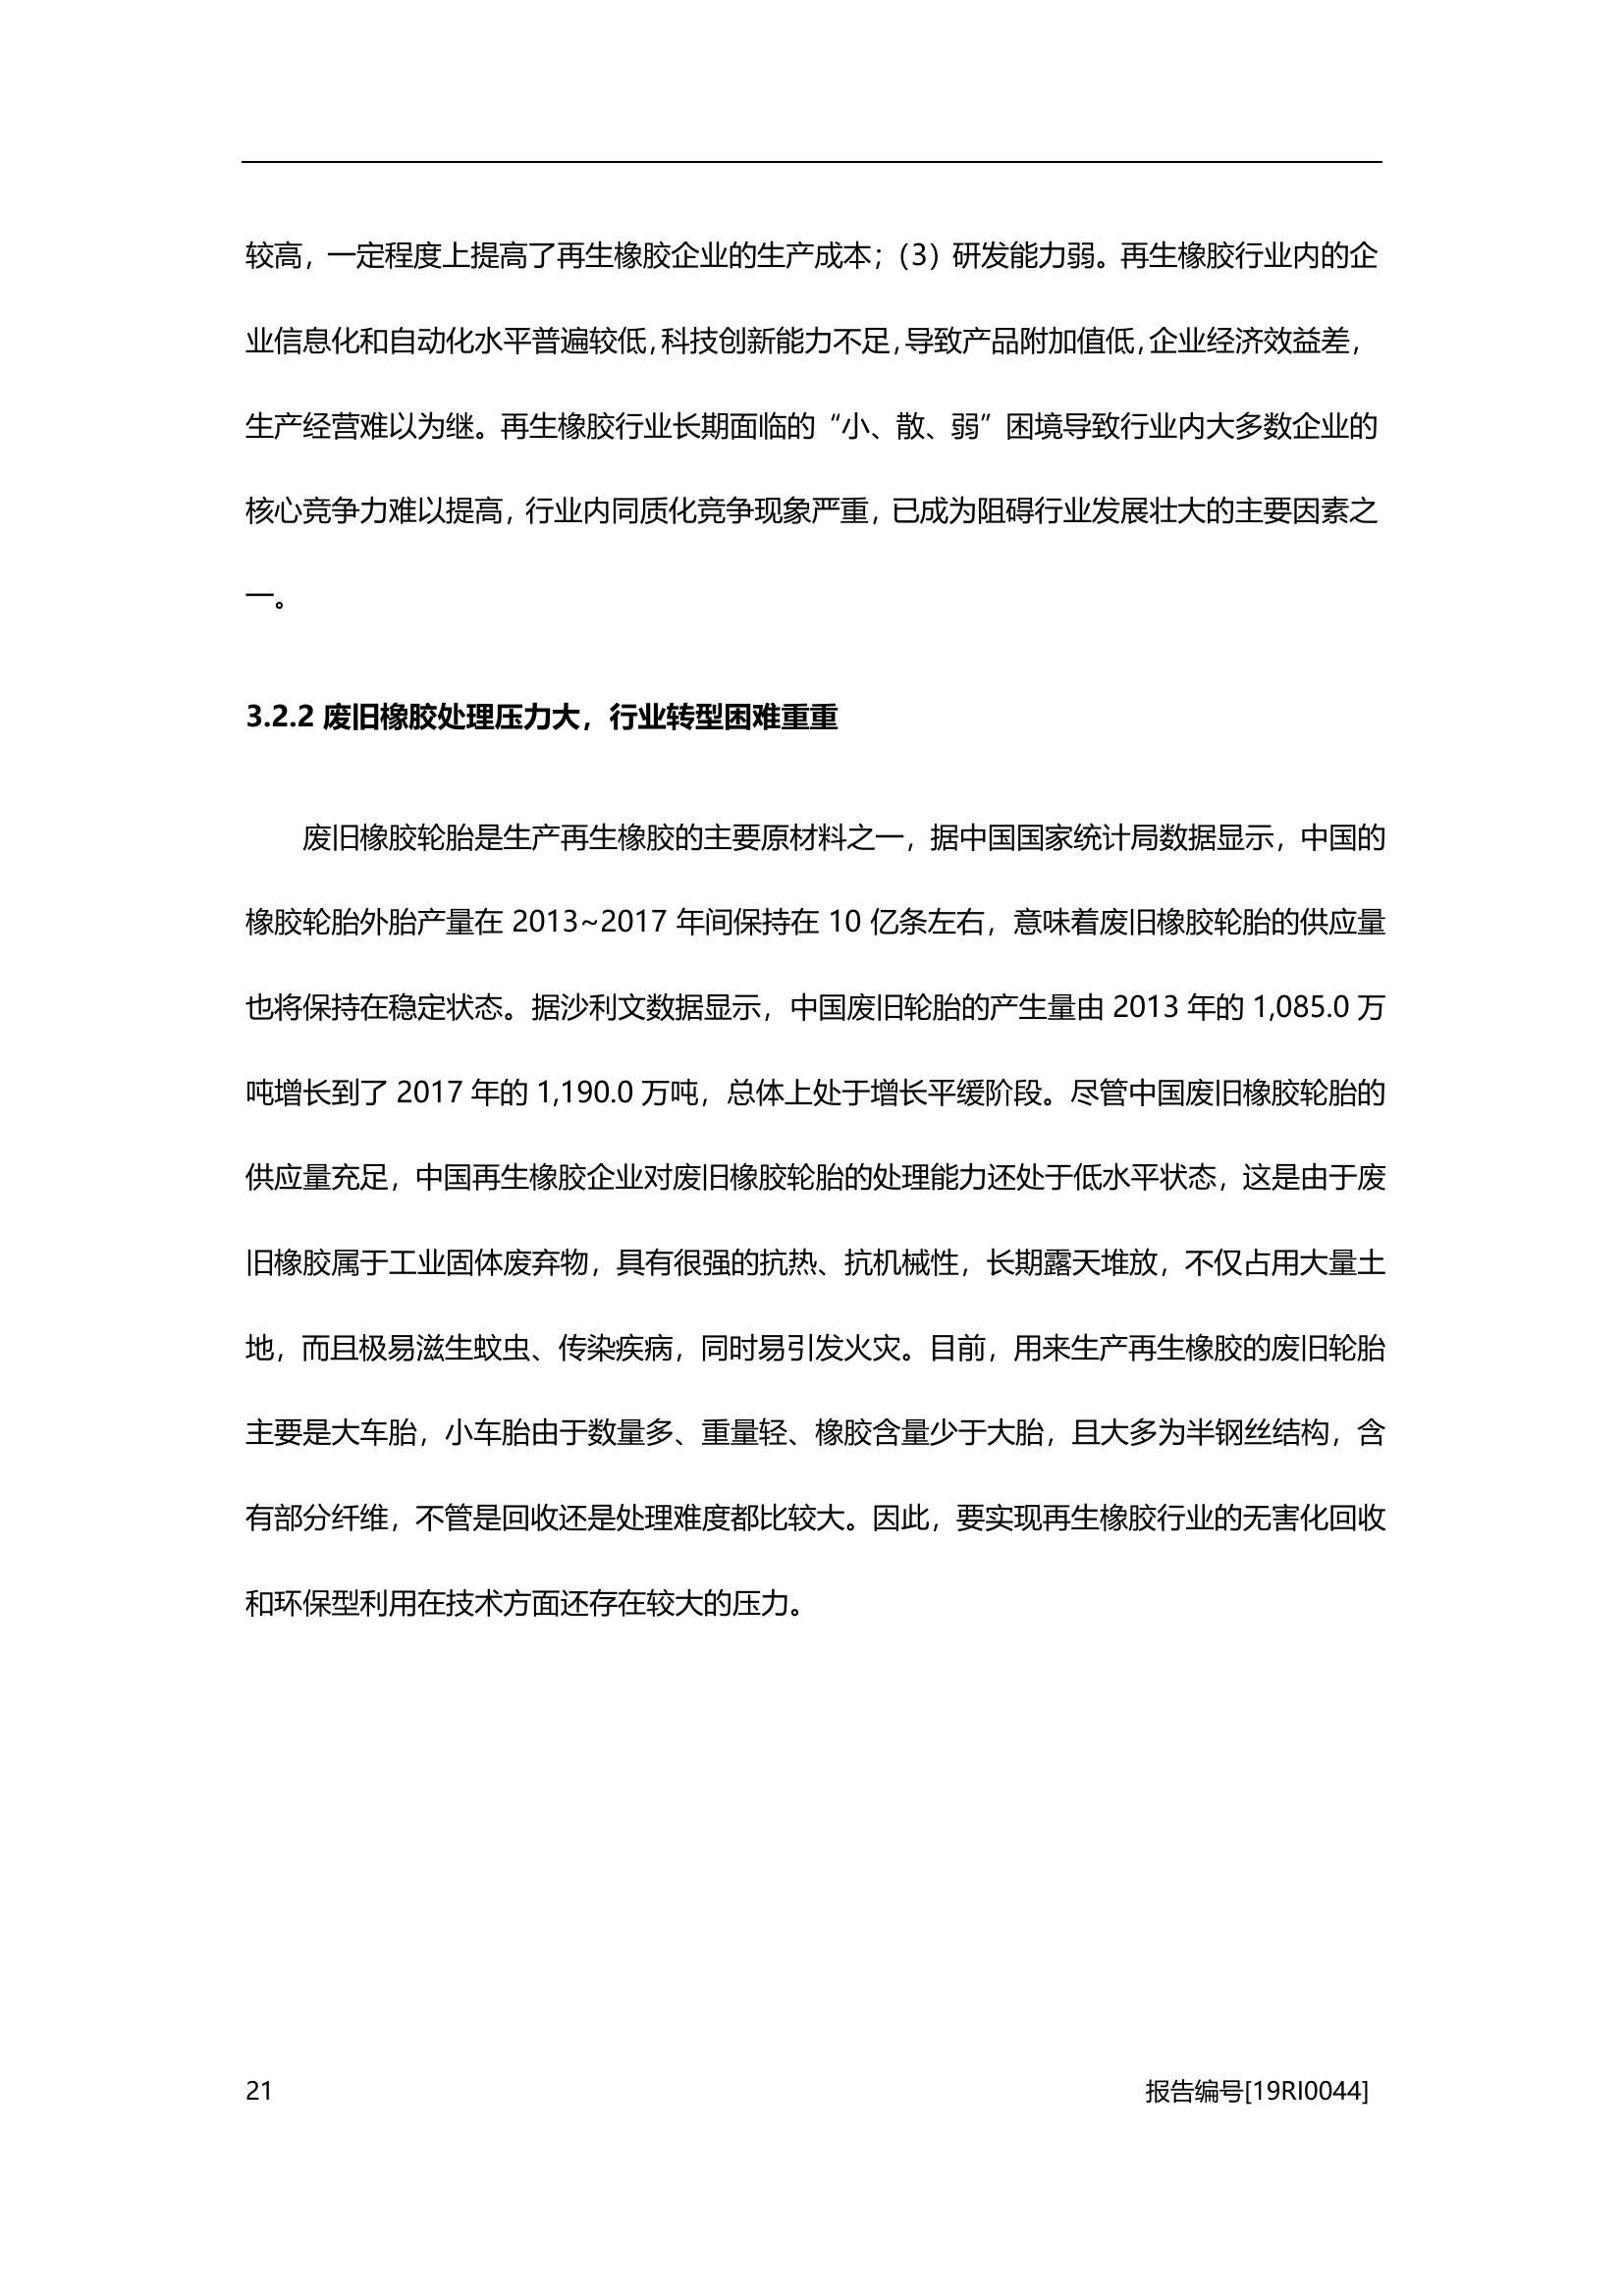 较高，一定程度上提高了再生橡胶企业的生产成本；（3）研发能力弱。再生橡胶行业内的企
业信息化和自动化水平普遍较低，科技创新能力不足，导致产品附加值低，企业经济效益差，
生产经营难以为继。再生橡胶行业长期面临的“小、散、弱”困境导致行业内大多数企业的
核心竞争力难以提高，行业内同质化竞争现象严重，已成为阻碍行业发展壮大的主要因素之
一。
3.2.2 废旧橡胶处理压力大，行业转型困难重重
废旧橡胶轮胎是生产再生橡胶的主要原材料之一，据中国国家统计局数据显示，中国的
橡胶轮胎外胎产量在 2013~2017 年间保持在 10 亿条左右，意味着废旧橡胶轮胎的供应量
也将保持在稳定状态。据沙利文数据显示，中国废旧轮胎的产生量由 2013 年的 1,085.0 万
吨增长到了 2017 年的 1,190.0 万吨，总体上处于增长平缓阶段。尽管中国废旧橡胶轮胎的
供应量充足，中国再生橡胶企业对废旧橡胶轮胎的处理能力还处于低水平状态，这是由于废
旧橡胶属于工业固体废弃物，具有很强的抗热、抗机械性，长期露天堆放，不仅占用大量土
地，而且极易滋生蚊虫、传染疾病，同时易引发火灾。目前，用来生产再生橡胶的废旧轮胎
主要是大车胎，小车胎由于数量多、重量轻、橡胶含量少于大胎，且大多为半钢丝结构，含
有部分纤维，不管是回收还是处理难度都比较大。因此，要实现再生橡胶行业的无害化回收
和环保型利用在技术方面还存在较大的压力。
21 报告编号[19RI0044]